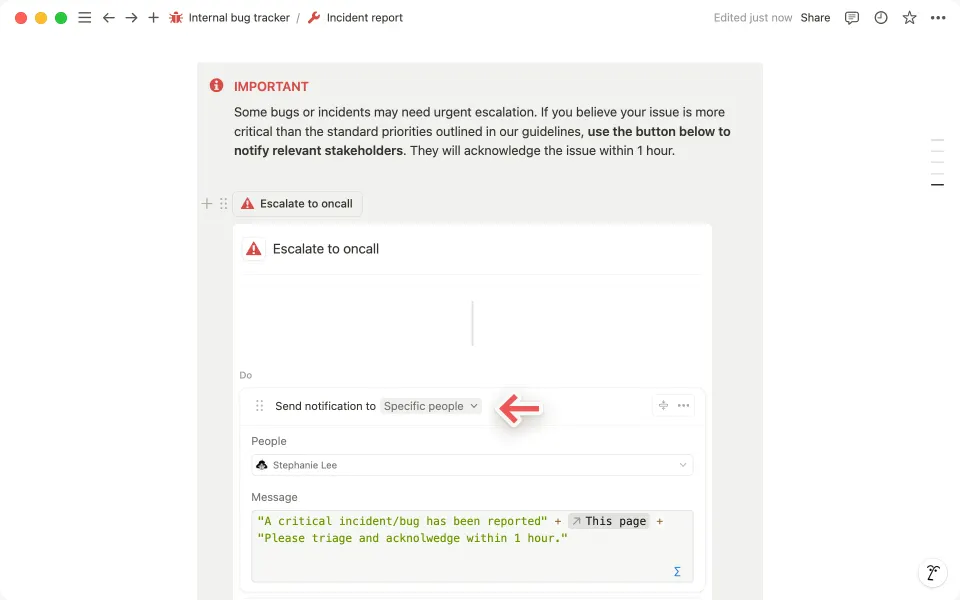 Internal bug tracker / Incident report
Edited just now Share
IMPORTANT
Some bugs or incidents may need urgent escalation. If you believe your issue is more
critical than the standard priorities outlined in our guidelines, use the button below to
notify relevant stakeholders. They will acknowledge the issue within 1 hour.
Escalate to oncall
Escalate to oncall
Do
Send notification to Specific people
People
Stephanie Lee
Message
"A critical incident/bug has been reported" + ↗ This page +
"Please triage and acknolwedge within 1 hour."
Σ